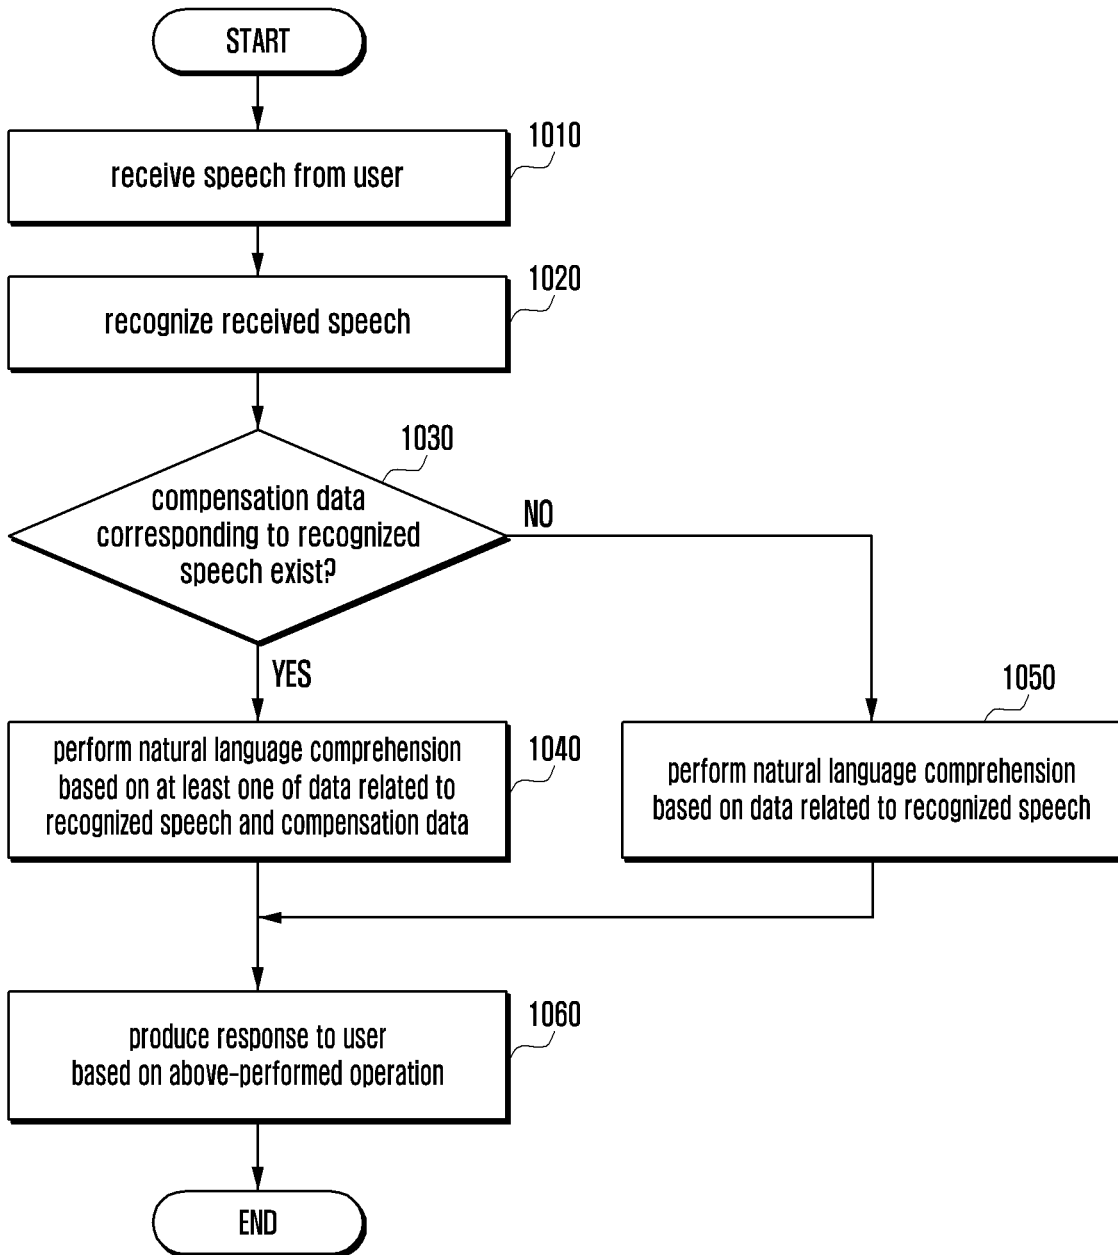 START
1010
receive speech from user
1020
recognize received speech
1030
compensation data
corresponding to recognized
speech exist?
NO
YES
1040
perform natural language comprehension
based on at least one of data related to
recognized speech and compensation data
1050
perform natural language comprehension
based on data related to recognized speech
1060
produce response to user
based on above-performed operation
END